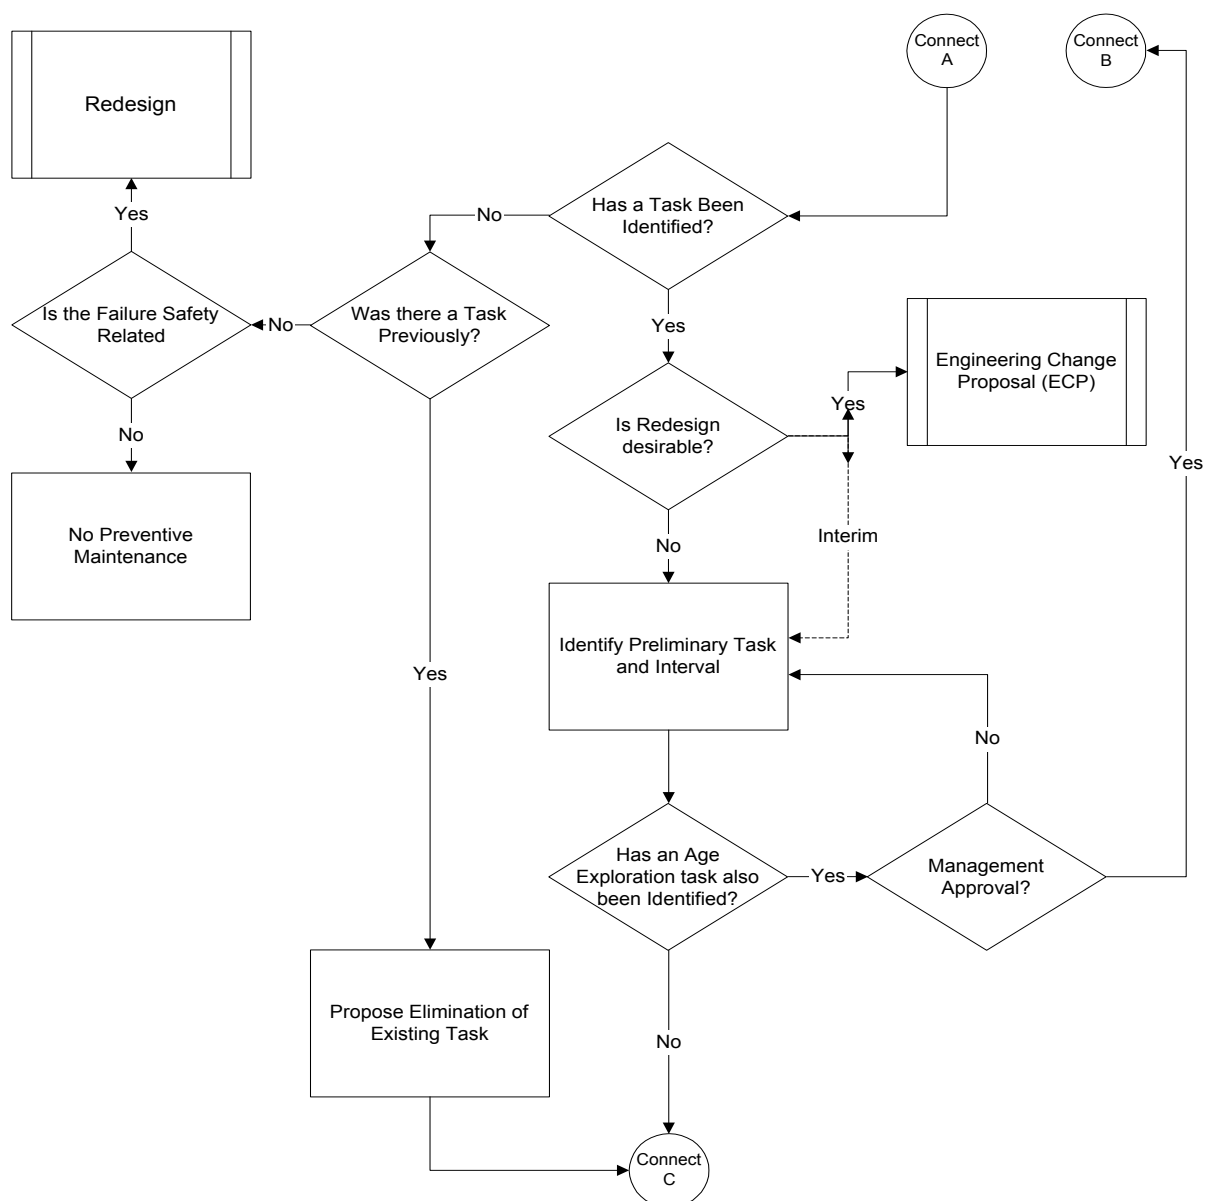 Connect
A
Connect
B
Redesign
Yes
Has a Task Been
Identified?
No
Is the Failure Safety
Related
No
Was there a Task
Previously?
Yes
Engineering Change
Proposal (ECP)
Yes
Is Redesign
desirable?
Yes
No
No Preventive
Maintenance
Interim
No
Identify Preliminary Task
and Interval
Yes
No
Has an Age
Exploration task also
been Identified?
Yes
Management
Approval?
Propose Elimination of
Existing Task
No
Connect
C